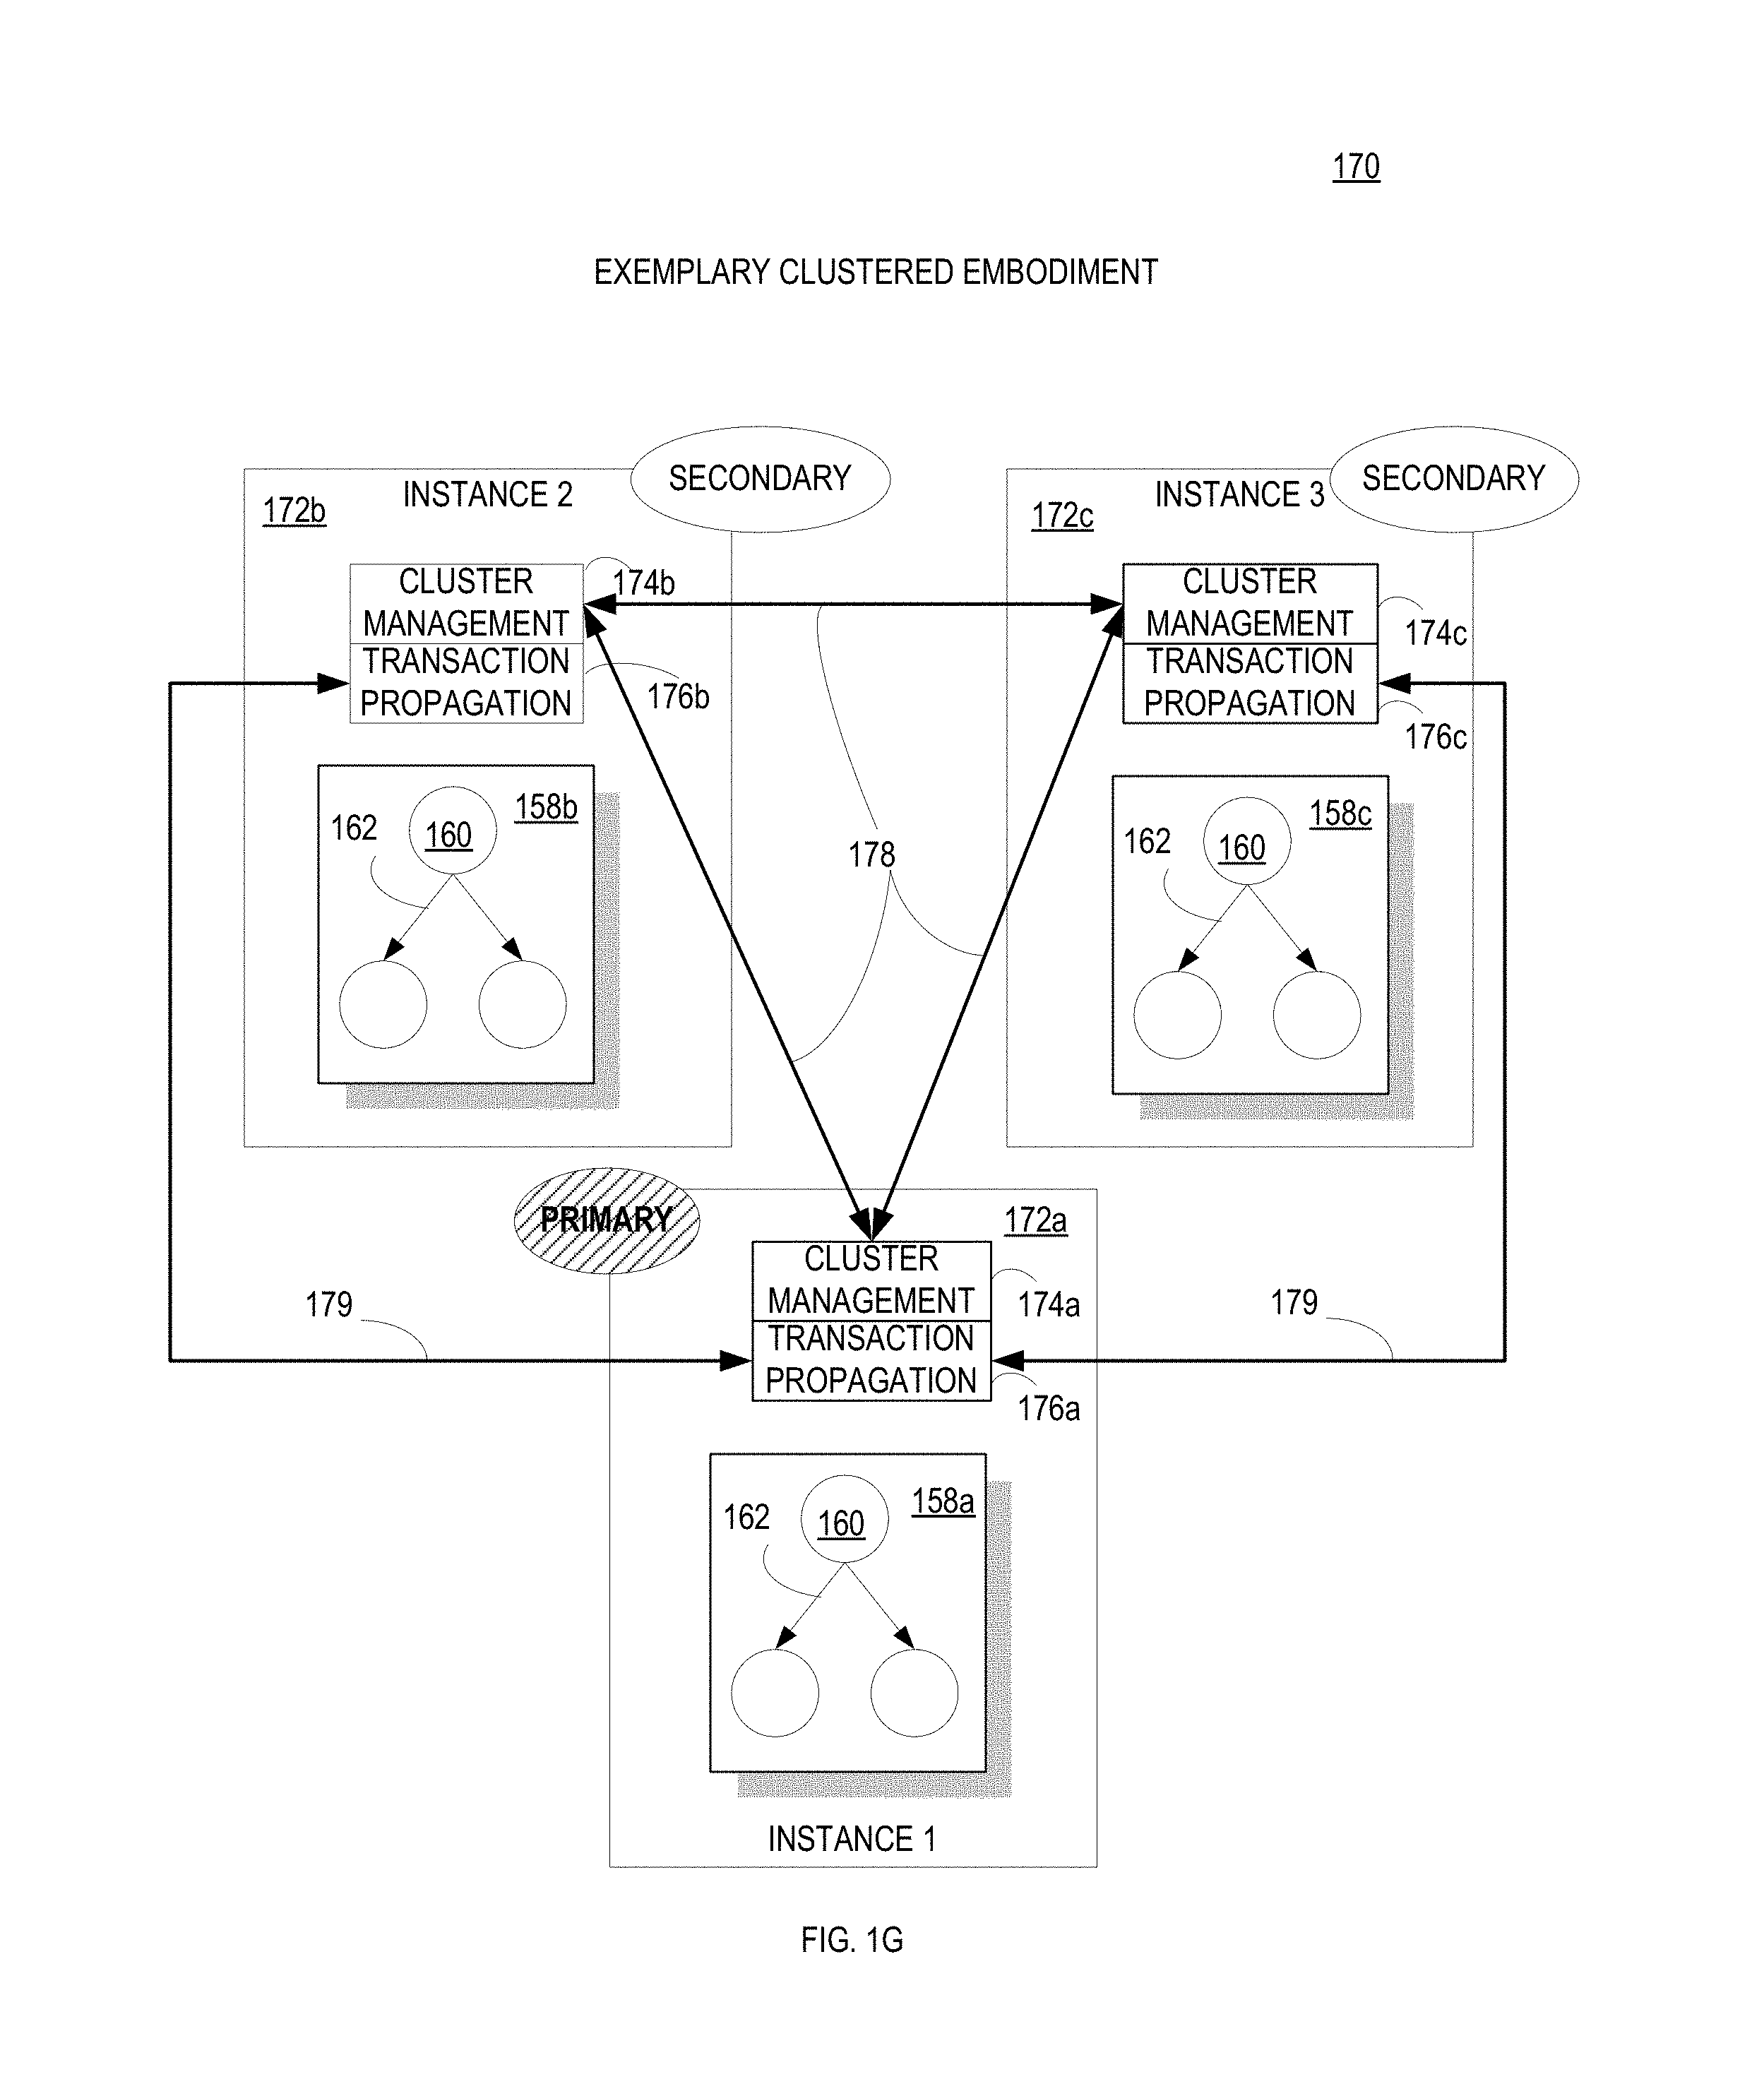 170
EXEMPLARY CLUSTERED EMBODIMENT
SECONDARY
INSTANCE 2
172b
CLUSTER
MANAGEMENT
174b
TRANSACTION
PROPAGATION
176b
162
160
158b
SECONDARY
INSTANCE 3
172c
CLUSTER
MANAGEMENT
174c
TRANSACTION
PROPAGATION
176c
162
160
158c
178
PRIMARY
172a
CLUSTER
MANAGEMENT
174a
TRANSACTION
PROPAGATION
176a
179
179
162
160
158a
INSTANCE 1
FIG. 1G